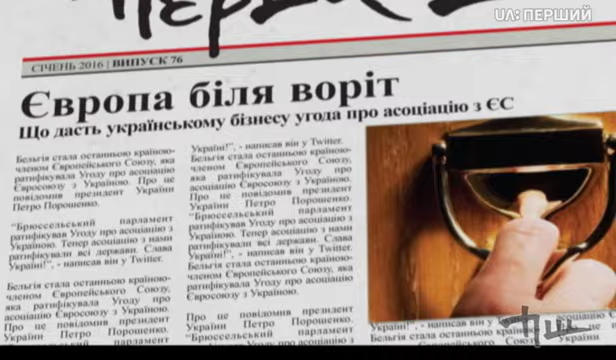 UA: ПЕРШИЙ
СІЧЕНЬ 2016 | ВИПУСК 76
Європа біля воріт
Що дасть українському бізнесу угода про асоціацію з ЄС
Бельгія стала останньою країною-
членом Європейського Союзу, яка
ратифікувала Угоду про асоціацію
Євросоюзу з Україною. Про це
повідомив президент України
Петро Порошенко.
“Брюссельський парламент
ратифікував Угоду про асоціацію з
Україною. Тепер асоціацію з нами
ратифікували всі держави. Слава
Україні!”, - написав він у Twitter.
Бельгія стала останньою країною-
членом Європейського Союзу, яка
ратифікувала Угоду про
асоціацію Євросоюзу з Україною.
Про це повідомив президент
України Петро Порошенко.
“Брюссельський парламент
Україні!”, - написав він у Twitter.
Бельгія стала останньою країною-
членом Європейського Союзу,
яка ратифікувала Угоду про
асоціацію Євросоюзу з Україною.
Про це повідомив президент
України Петро Порошенко.
“Брюссельський парламент
ратифікував Угоду про асоціацію з
Україною. Тепер асоціацію з нами
ратифікували всі держави. Слава
Україні!”, - написав він у Twitter.
Бельгія стала останньою країною-
членом Європейського Союзу, яка
ратифікувала Угоду про асоціацію
Євросоюзу з Україною.
Про це повідомив президент
України Петро Порошенко.
“Брюссельський парламент
Україні!”, - написав він у Twitter.